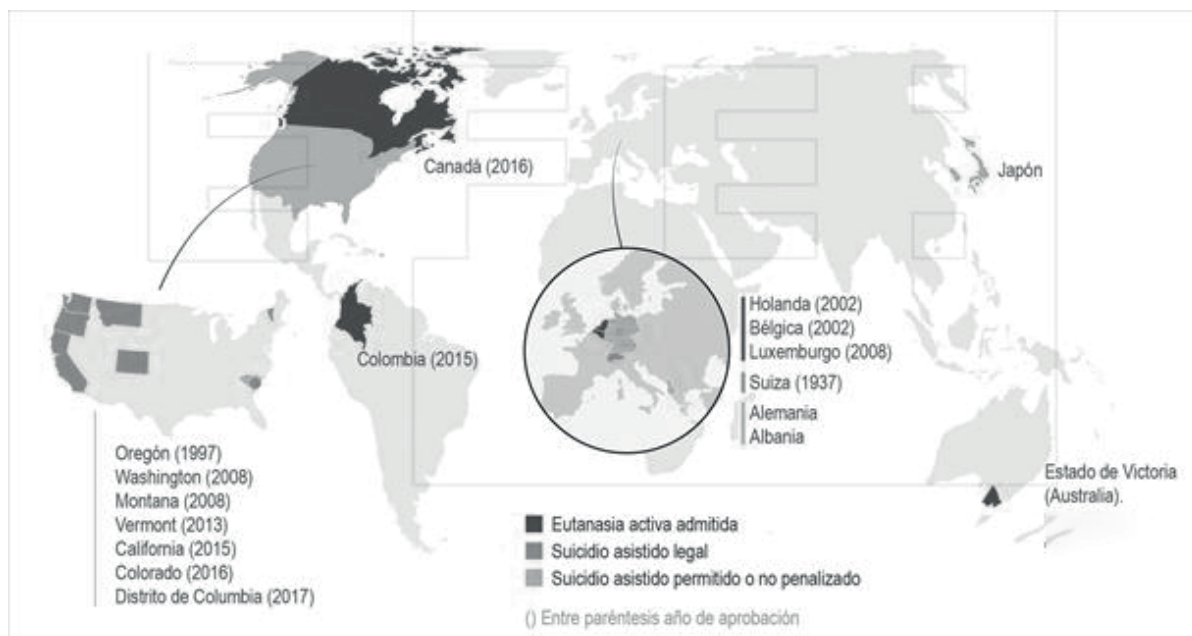 Canadá (2016)
Japón
Colombia (2015)
Holanda (2002)
Bélgica (2002)
Luxemburgo (2008)
Suiza (1937)
Alemania
Albania
Oregón (1997)
Washington (2008)
Montana (2008)
Vermont (2013)
California (2015)
Colorado (2016)
Distrito de Columbia (2017)
Estado de Victoria
(Australia).
Eutanasia activa admitida
Suicidio asistido legal
Suicidio asistido permitido o no penalizado
() Entre paréntesis año de aprobación